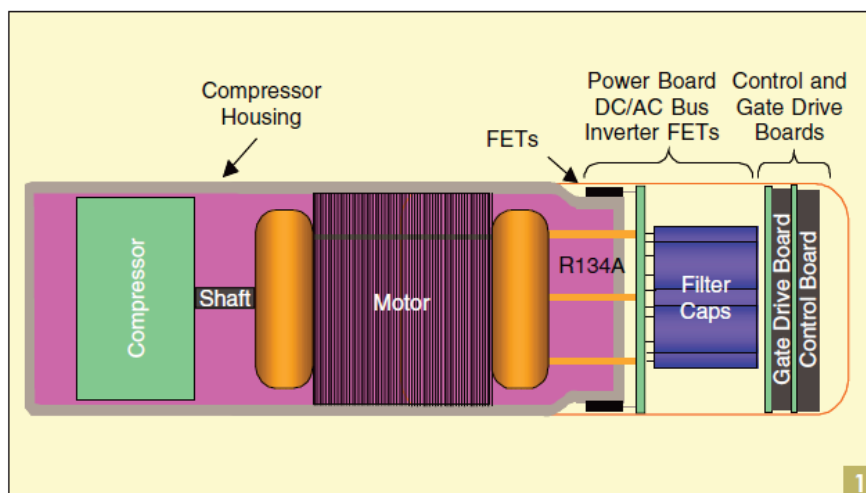 Compressor
Housing
FETs
Power Board
DC/AC Bus
Inverter FETs
Control and
Gate Drive
Boards
Compressor
Shaft
Motor
R134A
Filter
Caps
Gate Drive Board
Control Board
1